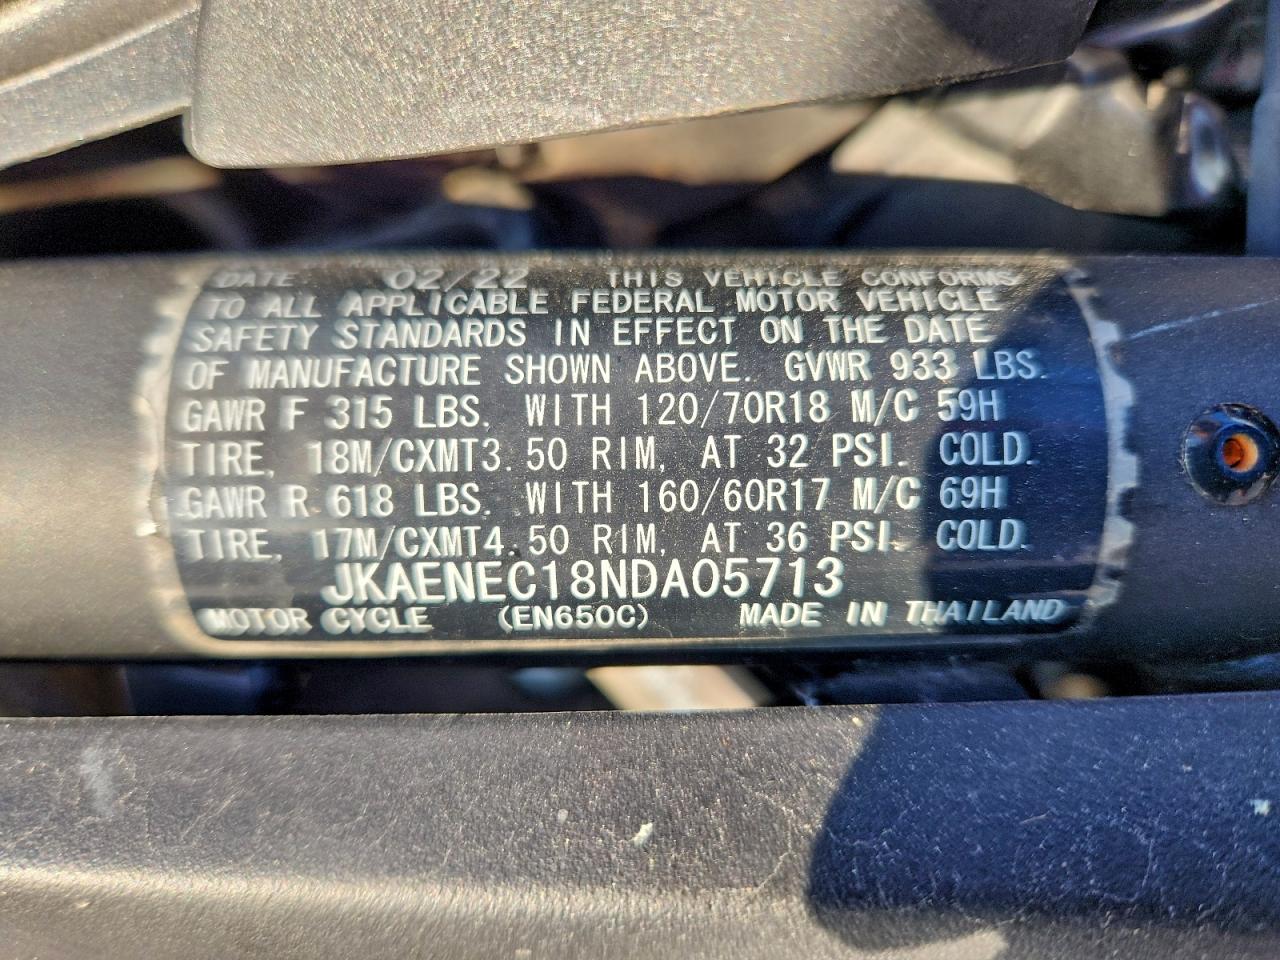 DATE 02/22 THIS VEHICLE CONFORMS
TO ALL APPLICABLE FEDERAL MOTOR VEHICLE
SAFETY STANDARDS IN EFFECT ON THE DATE
OF MANUFACTURE SHOWN ABOVE. GVWR 933 LBS.
GAWR F 315 LBS. WITH 120/70R18 M/C 59H
TIRE, 18M/CXMT3.50 RIM, AT 32 PSI. COLD.
GAWR R 618 LBS. WITH 160/60R17 M/C 69H
TIRE, 17M/CXMT4.50 RIM, AT 36 PSI. COLD.
JKAENEC18NDA05713
MOTOR CYCLE (EN650C) MADE IN THAILAND